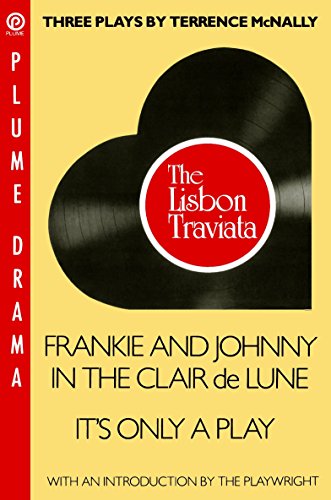 PLUME
THREE PLAYS BY TERRENCE McNALLY
PLUME DRAMA
The
Lisbon
Traviata
FRANKIE AND JOHNNY
IN THE CLAIR de LUNE
IT'S ONLY A PLAY
WITH AN INTRODUCTION BY THE PLAYWRIGHT